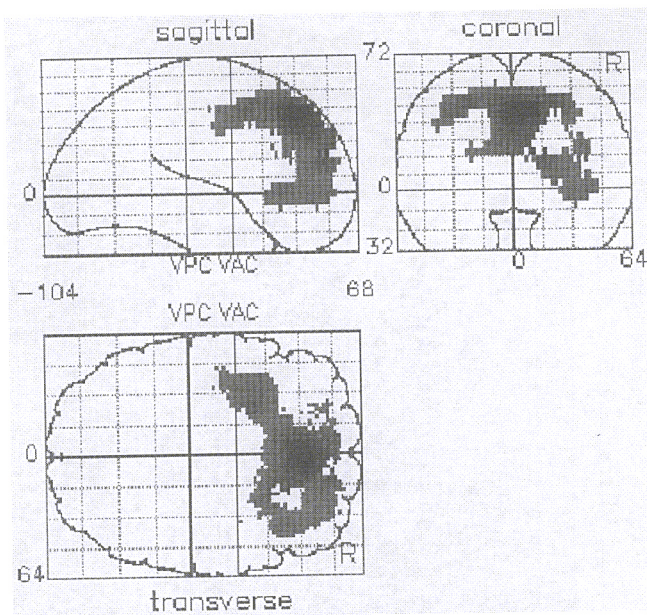 sagittal coronal
72 R
0 0
32
VPC VAC 0 64
-104 68
VPC VAC
0
R
64
transverse